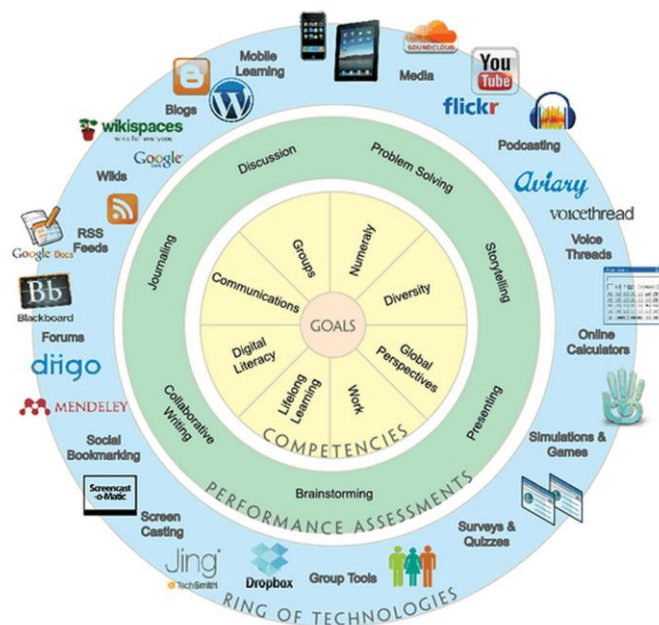 Mobile
Learning
SOUNDCLOUD
Media
You
Tube
flickr
Podcasting
Aviary
voicethread
Voice
Threads
Online
Calculators
Simulations &
Games
Surveys &
Quizzes
Group Tools
Dropbox
Jing
TechSmith
Screen
Casting
Screencast
-o-Matic
Social
Bookmarking
MENDELEY
diigo
Forums
Bb
Blackboard
Google Docs
RSS
Feeds
Wikis
Google
wikispaces
Blogs
RING OF TECHNOLOGIES
Discussion
Problem Solving
Storytelling
Presenting
Brainstorming
Collaborative
Writing
Journaling
PERFORMANCE ASSESSMENTS
Groups
Numeraly
Diversity
Global
Perspectives
Work
Lifelong
Learning
Digital
Literacy
Communications
COMPETENCIES
GOALS